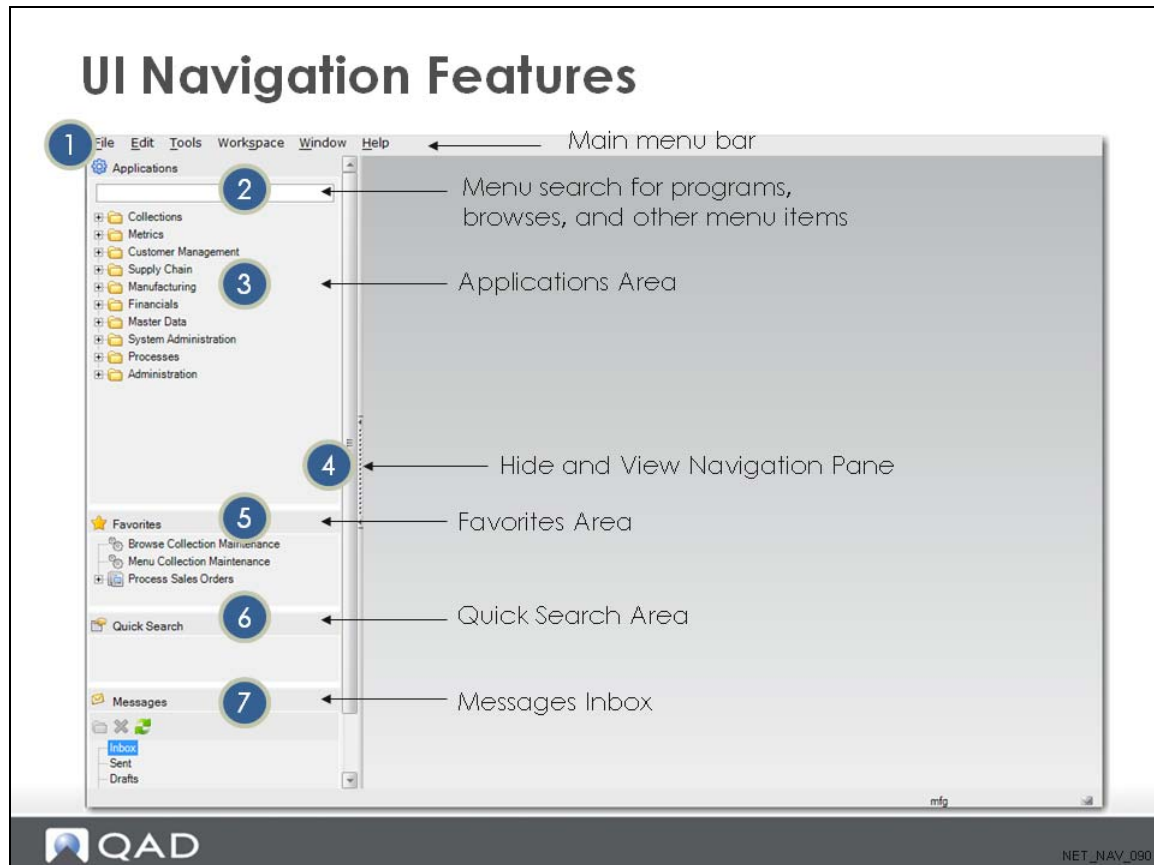 UI Navigation Features
1 File Edit Tools Workspace Window Help
Main menu bar
Applications
2
Menu search for programs,
browses, and other menu items
Collections
Metrics
Customer Management
Supply Chain
3
Applications Area
Manufacturing
Financials
Master Data
System Administration
Processes
Administration
4
Hide and View Navigation Pane
Favorites
5
Favorites Area
Browse Collection Maintenance
Menu Collection Maintenance
Process Sales Orders
Quick Search
6
Quick Search Area
Messages
7
Messages Inbox
Inbox
Sent
Drafts
mfg
QAD
NET_NAV_090